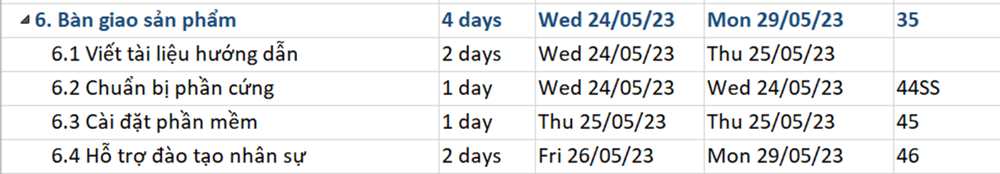 6. Bàn giao sản phẩm 4 days Wed 24/05/23 Mon 29/05/23 35
6.1 Viết tài liệu hướng dẫn 2 days Wed 24/05/23 Thu 25/05/23
6.2 Chuẩn bị phần cứng 1 day Wed 24/05/23 Wed 24/05/23 44SS
6.3 Cài đặt phần mềm 1 day Thu 25/05/23 Thu 25/05/23 45
6.4 Hỗ trợ đào tạo nhân sự 2 days Fri 26/05/23 Mon 29/05/23 46